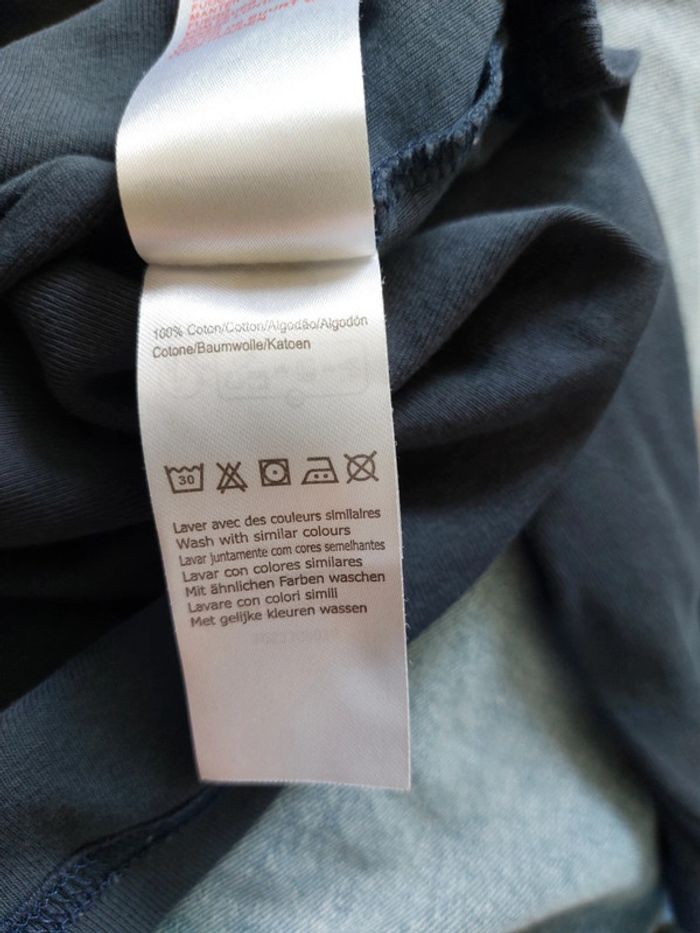 100% Coton/Cotton/Algodão/Algodón
Cotone/Baumwolle/Katoen
30
Laver avec des couleurs similaires
Wash with similar colours
Lavar juntamente com cores semelhantes
Lavar con colores similares
Mit ähnlichen Farben waschen
Lavare con colori simili
Met gelijke kleuren wassen